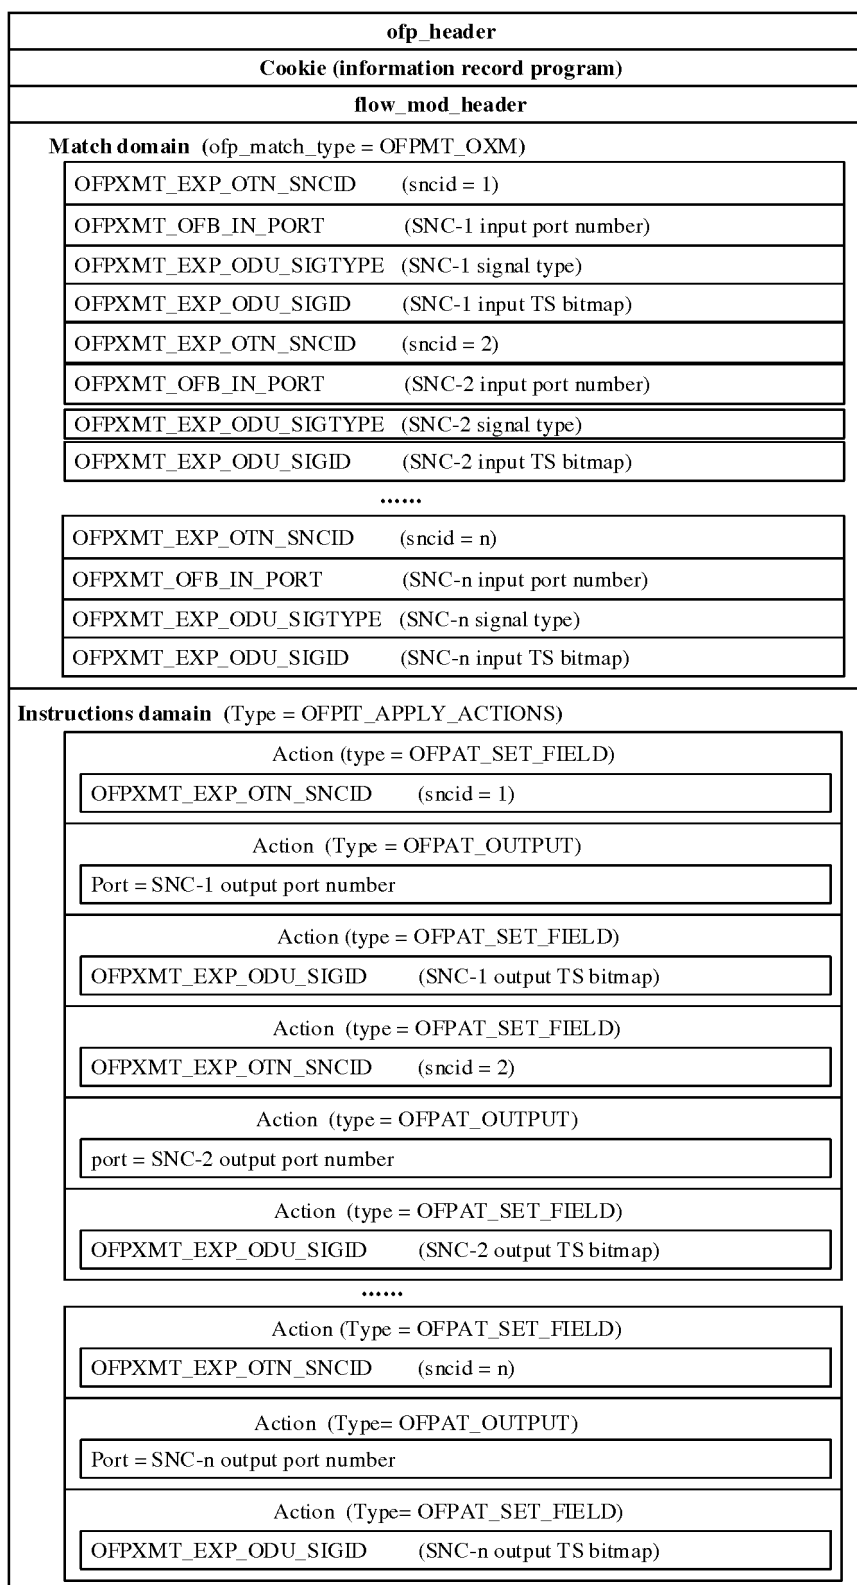 ofp_header
Cookie (information record program)
flow_mod_header
Match domain (ofp_match_type = OFPMT_OXM)
OFPXMT_EXP_OTN_SNCID (sncid = 1)
OFPXMT_OFB_IN_PORT (SNC-1 input port number)
OFPXMT_EXP_ODU_SIGTYPE (SNC-1 signal type)
OFPXMT_EXP_ODU_SIGID (SNC-1 input TS bitmap)
OFPXMT_EXP_OTN_SNCID (sncid = 2)
OFPXMT_OFB_IN_PORT (SNC-2 input port number)
OFPXMT_EXP_ODU_SIGTYPE (SNC-2 signal type)
OFPXMT_EXP_ODU_SIGID (SNC-2 input TS bitmap)
......
OFPXMT_EXP_OTN_SNCID (sncid = n)
OFPXMT_OFB_IN_PORT (SNC-n input port number)
OFPXMT_EXP_ODU_SIGTYPE (SNC-n signal type)
OFPXMT_EXP_ODU_SIGID (SNC-n input TS bitmap)
Instructions damain (Type = OFPIT_APPLY_ACTIONS)
Action (type = OFPAT_SET_FIELD)
OFPXMT_EXP_OTN_SNCID (sncid = 1)
Action (Type = OFPAT_OUTPUT)
Port = SNC-1 output port number
Action (type = OFPAT_SET_FIELD)
OFPXMT_EXP_ODU_SIGID (SNC-1 output TS bitmap)
Action (type = OFPAT_SET_FIELD)
OFPXMT_EXP_OTN_SNCID (sncid = 2)
Action (type = OFPAT_OUTPUT)
port = SNC-2 output port number
Action (type = OFPAT_SET_FIELD)
OFPXMT_EXP_ODU_SIGID (SNC-2 output TS bitmap)
......
Action (Type = OFPAT_SET_FIELD)
OFPXMT_EXP_OTN_SNCID (sncid = n)
Action (Type= OFPAT_OUTPUT)
Port = SNC-n output port number
Action (Type= OFPAT_SET_FIELD)
OFPXMT_EXP_ODU_SIGID (SNC-n output TS bitmap)